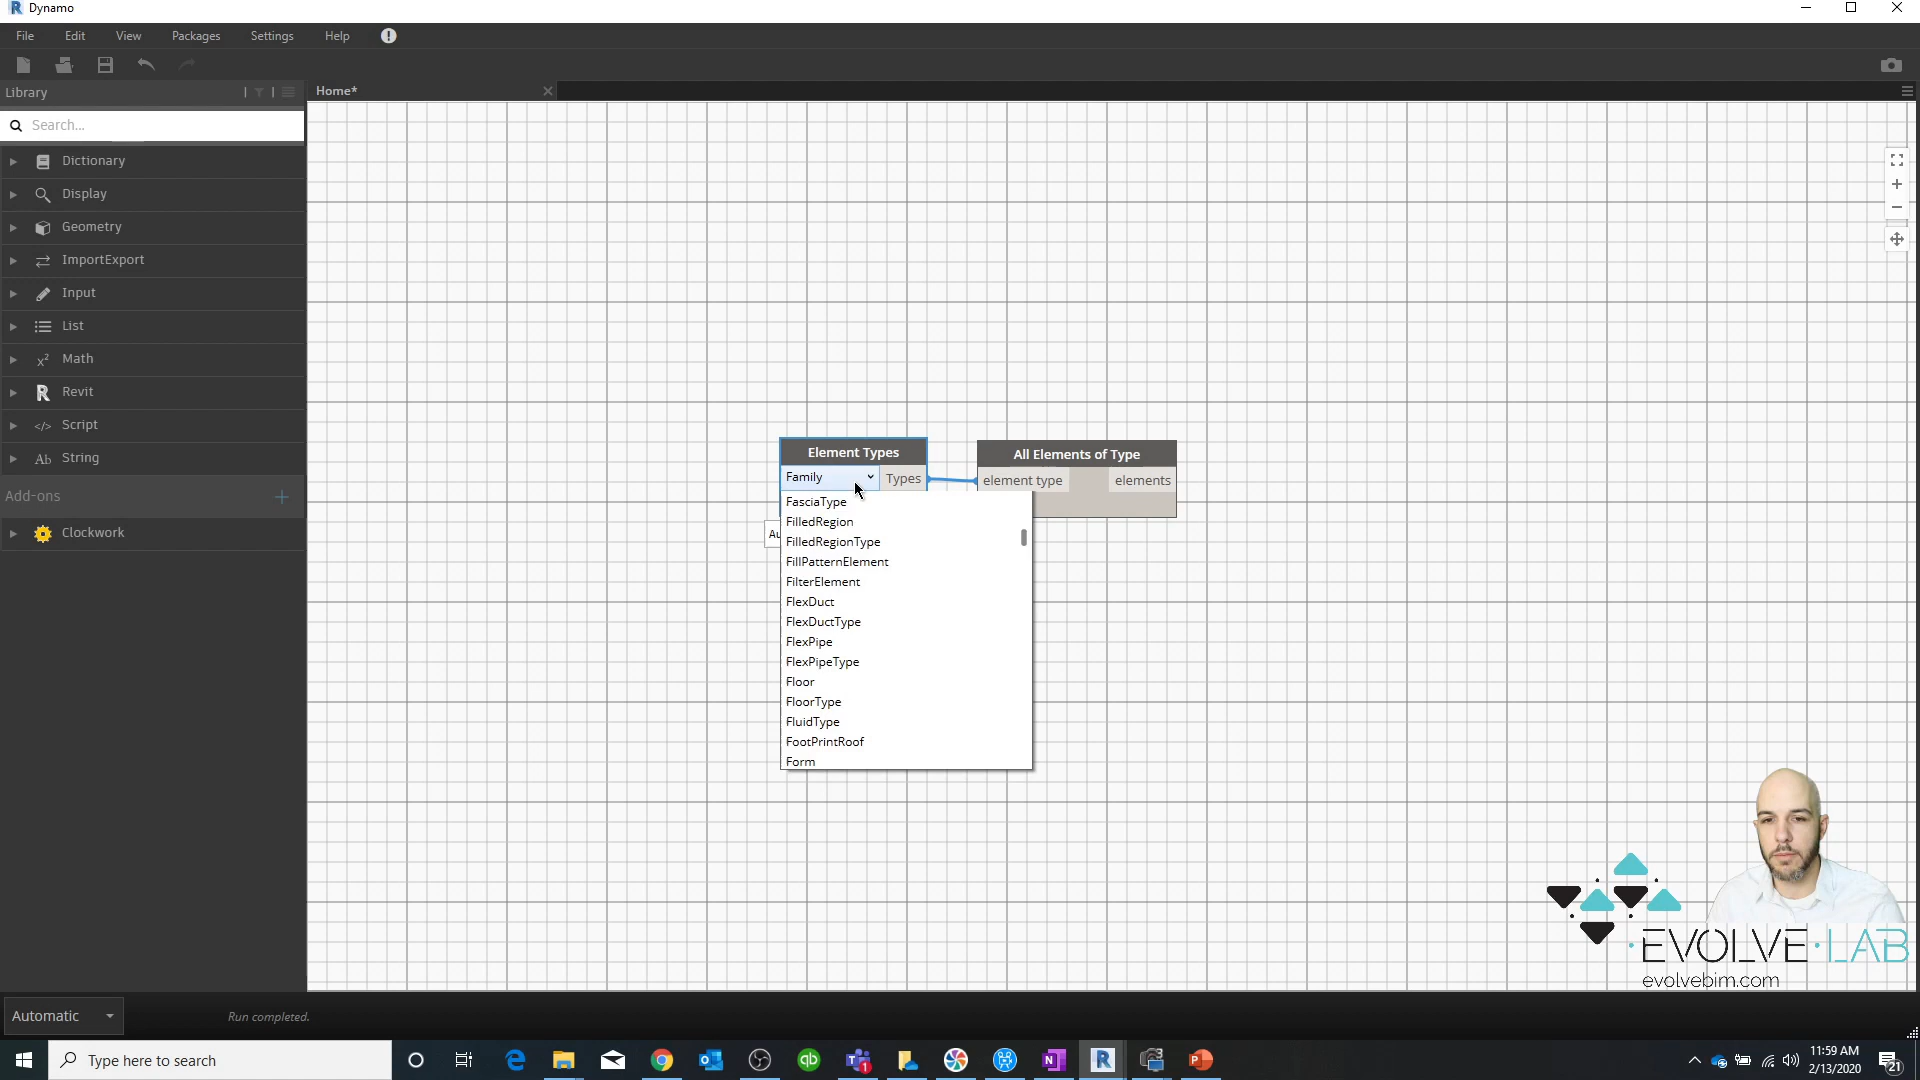 Dynamo
File Edit View Packages Settings Help
Library
Home*
Search...
Dictionary
Display
Geometry
ImportExport
Input
List
Math
Revit
Script
String
Add-ons
Clockwork
Element Types
Family Types
All Elements of Type
element type elements
FasciaType
FilledRegion
FilledRegionType
FillPatternElement
FilterElement
FlexDuct
FlexDuctType
FlexPipe
FlexPipeType
Floor
FloorType
FluidType
FootPrintRoof
Form
Au
EVOLVE·LAB
evolvebim.com
Automatic
Run completed.
Type here to search
11:59 AM
2/13/2020
21